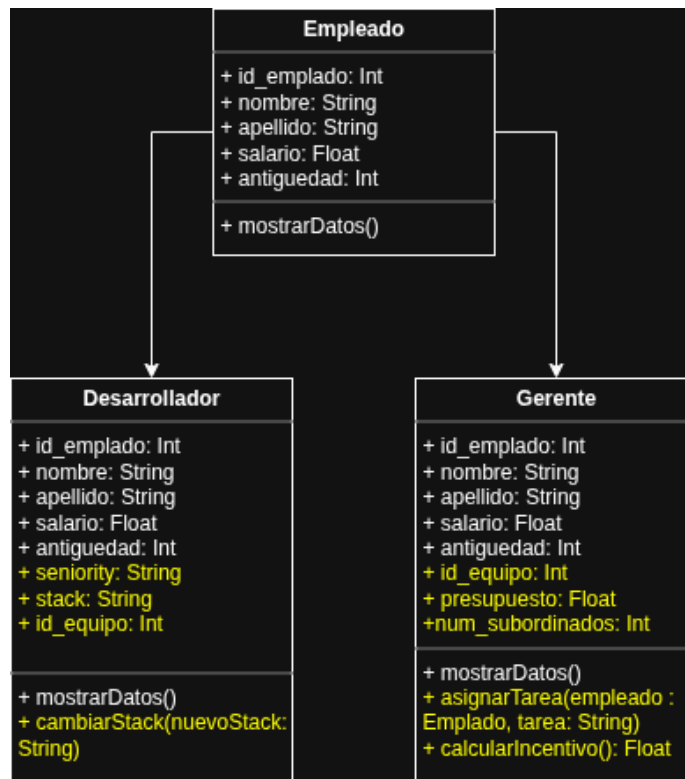 Empleado
+ id_emplado: Int
+ nombre: String
+ apellido: String
+ salario: Float
+ antiguedad: Int
+ mostrarDatos()
Desarrollador
+ id_emplado: Int
+ nombre: String
+ apellido: String
+ salario: Float
+ antiguedad: Int
+ seniority: String
+ stack: String
+ id_equipo: Int
+ mostrarDatos()
+ cambiarStack(nuevoStack:
String)
Gerente
+ id_emplado: Int
+ nombre: String
+ apellido: String
+ salario: Float
+ antiguedad: Int
+ id_equipo: Int
+ presupuesto: Float
+num_subordinados: Int
+ mostrarDatos()
+ asignarTarea(empleado :
Emplado, tarea: String)
+ calcularIncentivo(): Float